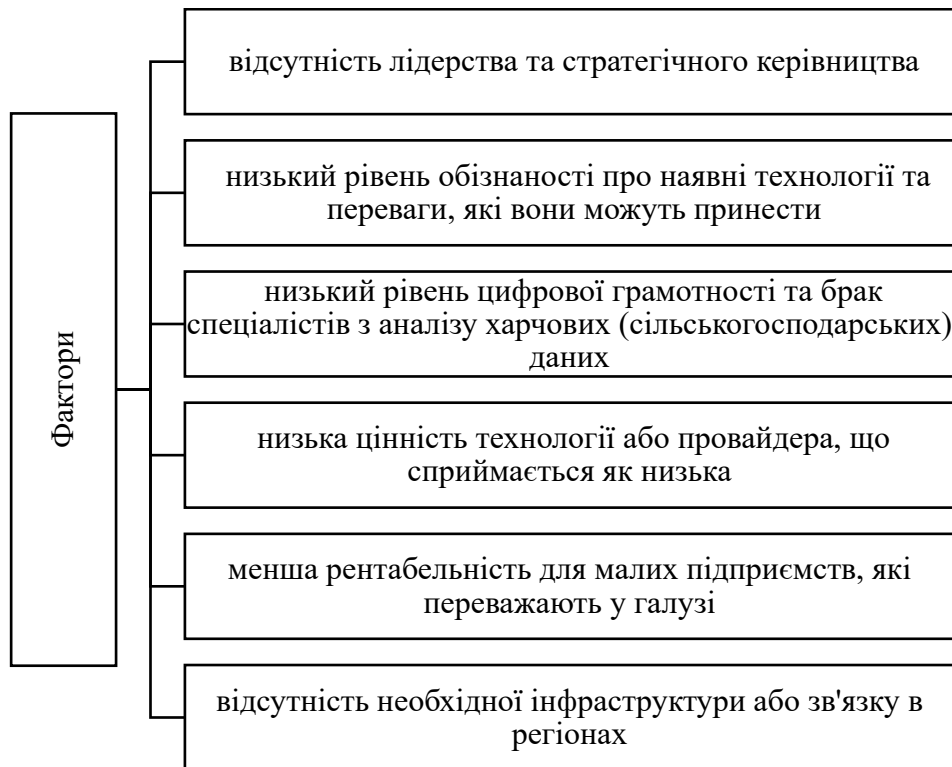 Фактори
відсутність лідерства та стратегічного керівництва
низький рівень обізнаності про наявні технології та
переваги, які вони можуть принести
низький рівень цифрової грамотності та брак
спеціалістів з аналізу харчових (сільськогосподарських)
даних
низька цінність технології або провайдера, що
сприймається як низька
менша рентабельність для малих підприємств, які
переважають у галузі
відсутність необхідної інфраструктури або зв'язку в
регіонах